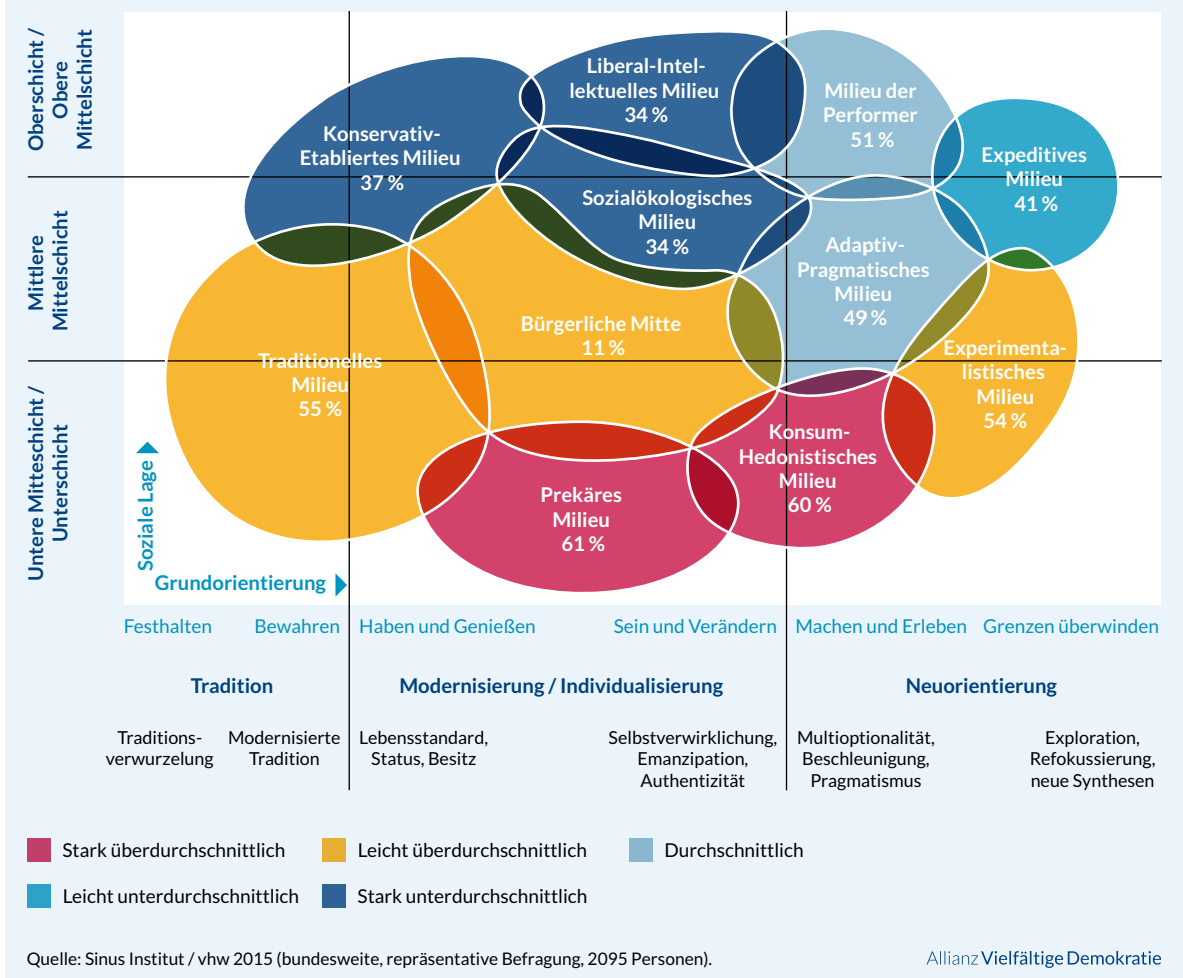 Oberschicht /
Obere
Mittelschicht
Mittlere
Mittelschicht
Untere Mitteschicht /
Unterschicht
Konservativ-
Etabliertes Milieu
37 %
Liberal-Intel-
lektuelles Milieu
34 %
Milieu der
Performer
51 %
Expeditives
Milieu
41 %
Sozialökologisches
Milieu
34 %
Adaptiv-
Pragmatisches
Milieu
49 %
Bürgerliche Mitte
11 %
Traditionelles
Milieu
55 %
Experimenta-
listisches
Milieu
54 %
Konsum-
Hedonistisches
Milieu
60 %
Prekäres
Milieu
61 %
Soziale Lage
Grundorientierung
Festhalten Bewahren Haben und Genießen Sein und Verändern Machen und Erleben Grenzen überwinden
Tradition Modernisierung / Individualisierung Neuorientierung
Traditions-
verwurzelung
Modernisierte
Tradition
Lebensstandard,
Status, Besitz
Selbstverwirklichung,
Emanzipation,
Authentizität
Multioptionalität,
Beschleunigung,
Pragmatismus
Exploration,
Refokussierung,
neue Synthesen
Stark überdurchschnittlich Leicht überdurchschnittlich Durchschnittlich
Leicht unterdurchschnittlich Stark unterdurchschnittlich
Quelle: Sinus Institut / vhw 2015 (bundesweite, repräsentative Befragung, 2095 Personen).
Allianz Vielfältige Demokratie